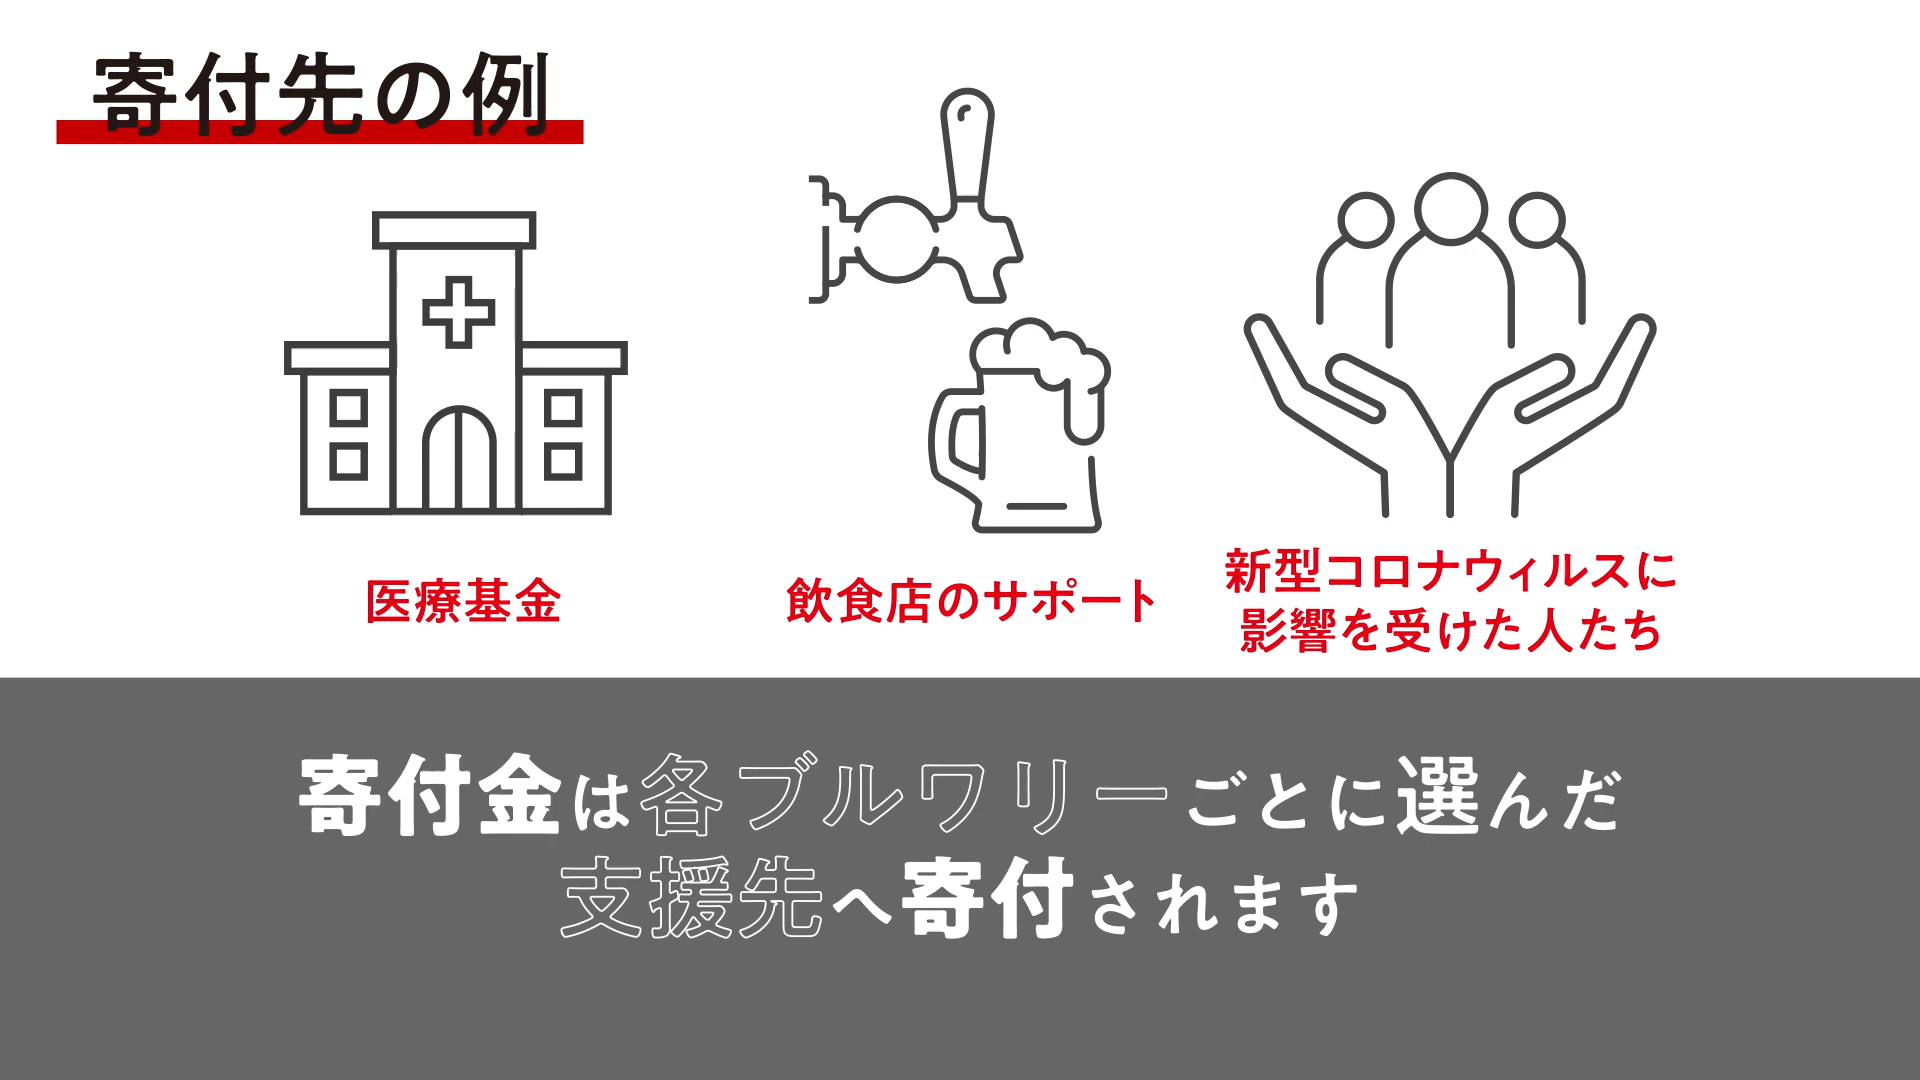 寄付先の例
医療基金
飲食店のサポート
新型コロナウィルスに
影響を受けた人たち
寄付金は各ブルワリーごとに選んだ
支援先へ寄付されます